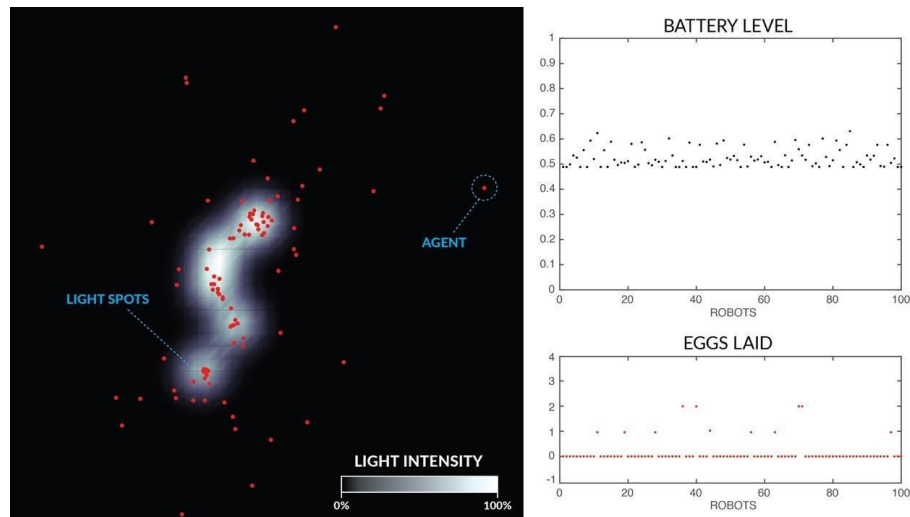 AGENT
LIGHT SPOTS
LIGHT INTENSITY
0%
100%
BATTERY LEVEL
1
0.9
0.8
0.7
0.6
0.5
0.4
0.3
0.2
0.1
0
0 20 40 60 80 100
ROBOTS
EGGS LAID
4
3
2
1
0
-1
0 20 40 60 80 100
ROBOTS